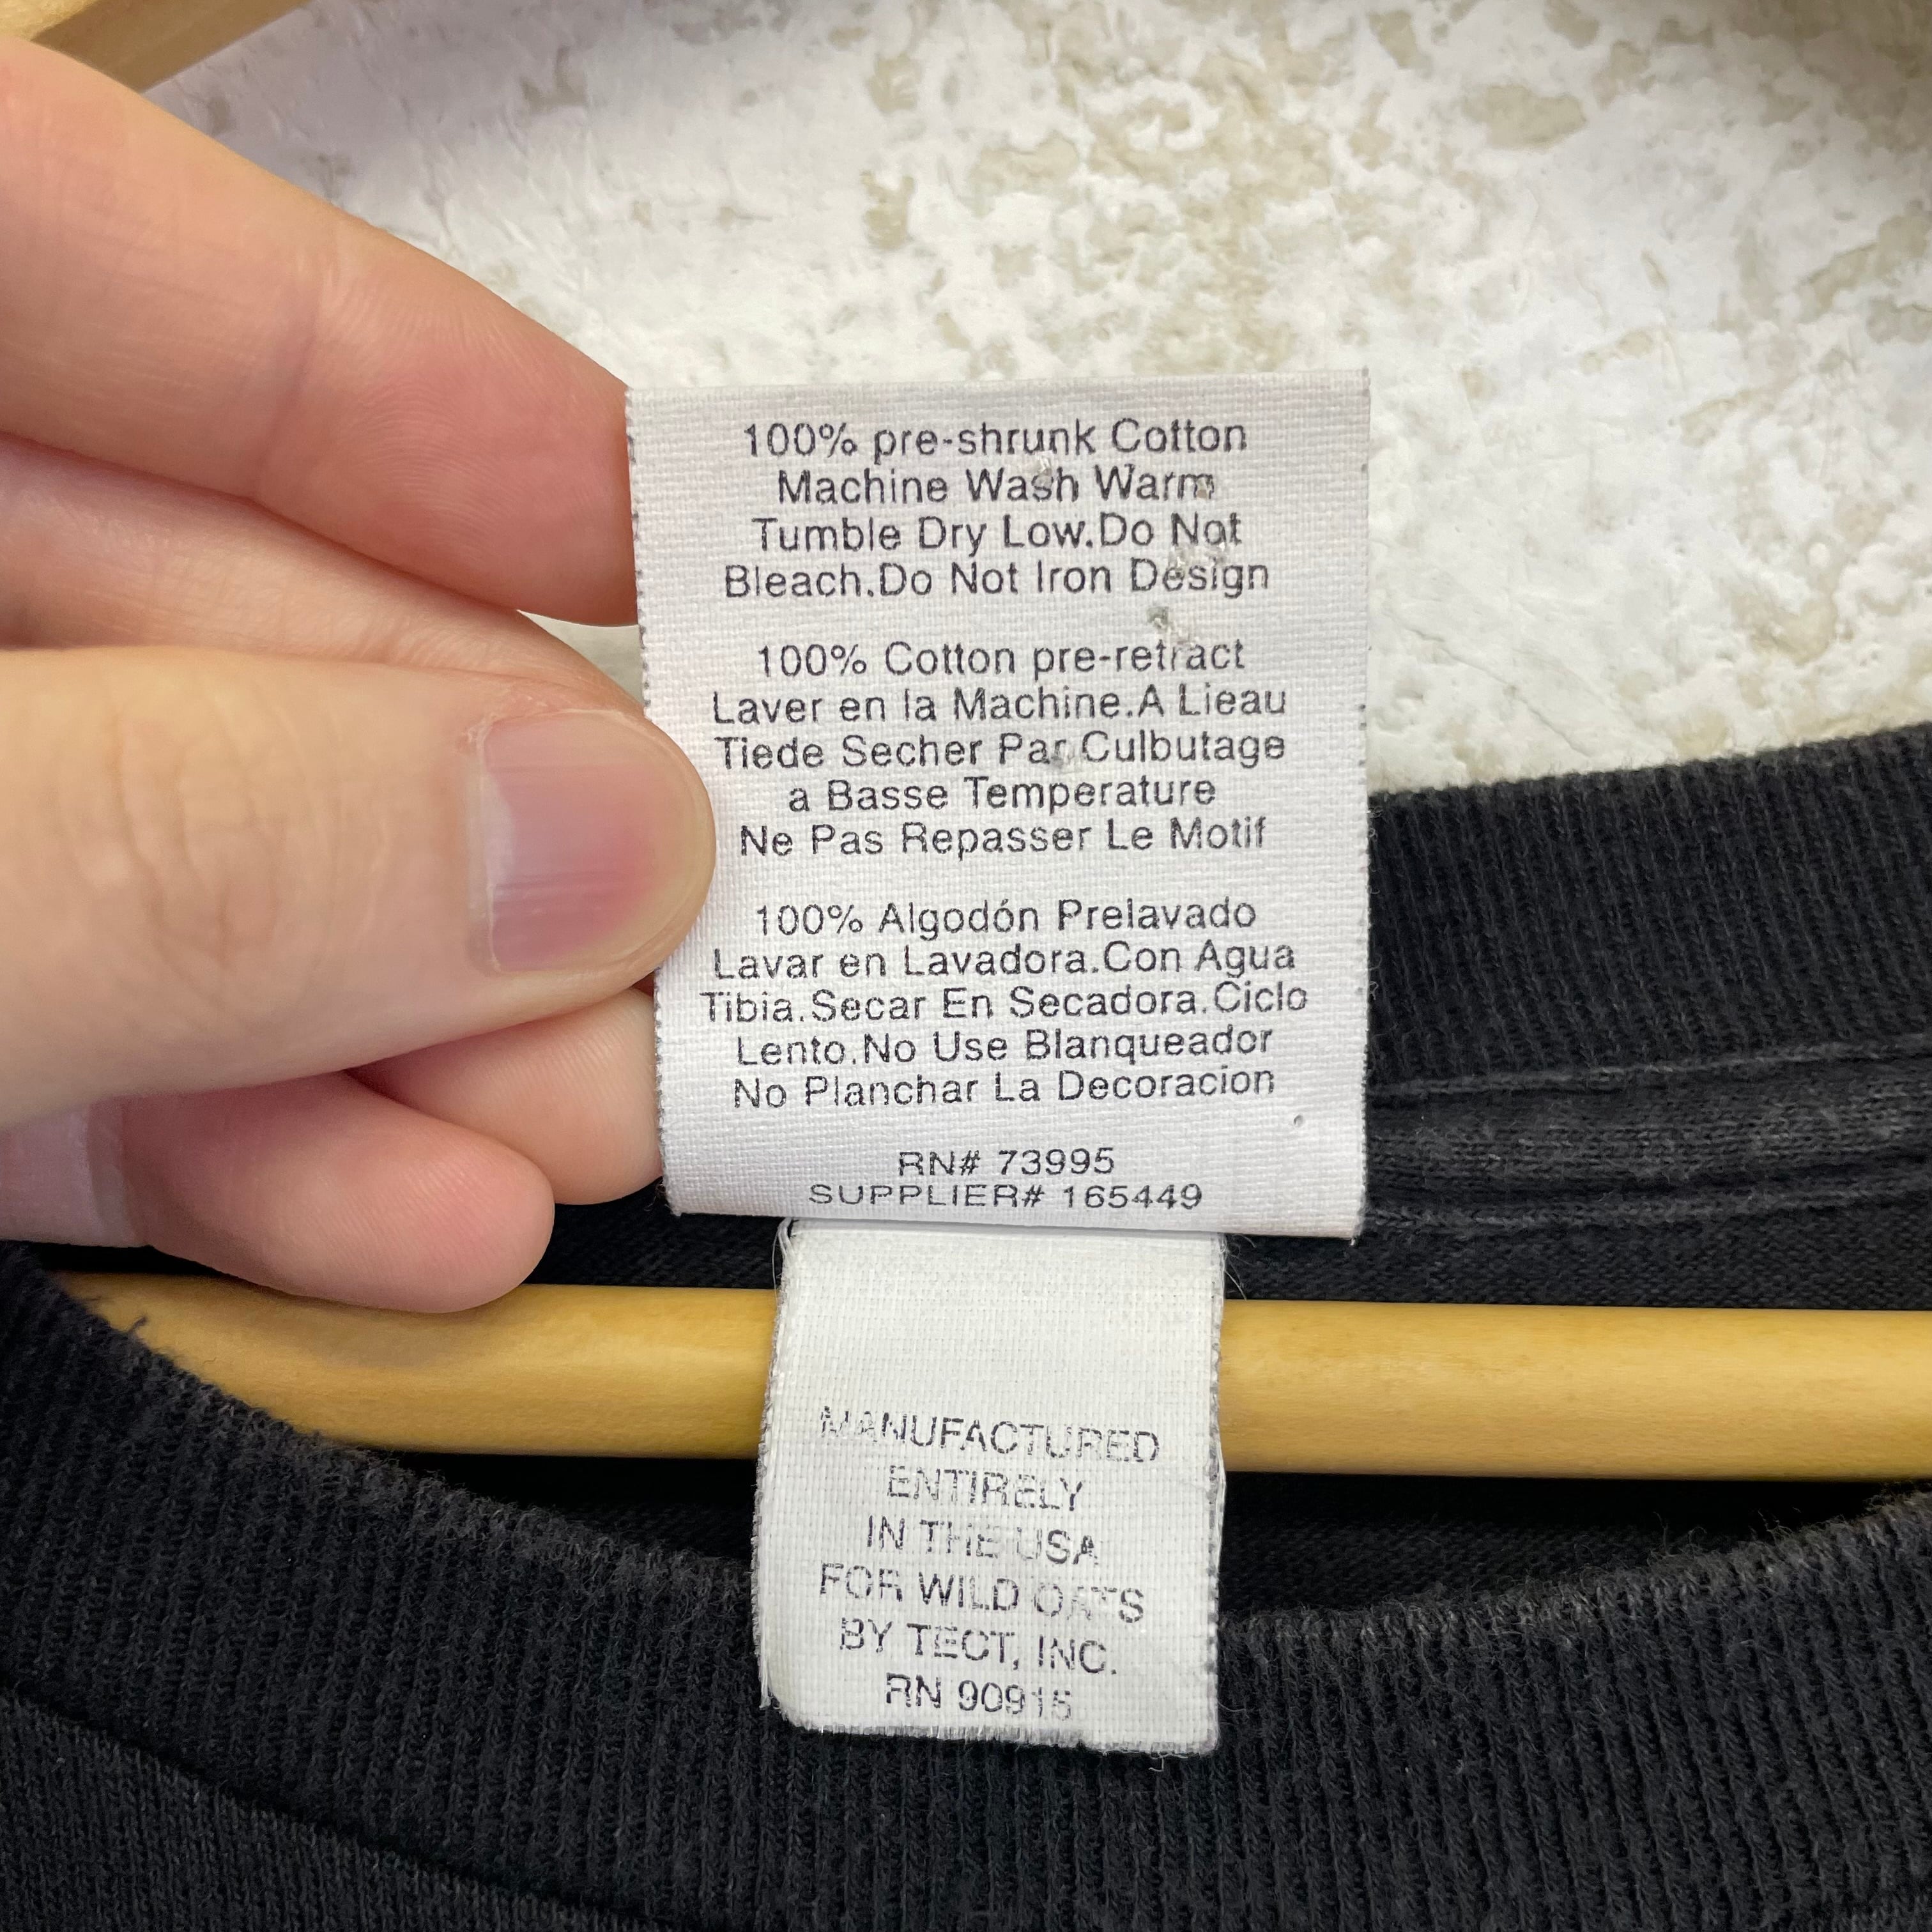 100% pre-shrunk Cotton
Machine Wash Warm
Tumble Dry Low.Do Not
Bleach.Do Not Iron Design
100% Cotton pre-retract
Laver en la Machine.A Lieau
Tiede Secher Par Culbutage
a Basse Temperature
Ne Pas Repasser Le Motif
100% Algodón Prelavado
Lavar en Lavadora.Con Agua
Tibia.Secar En Secadora.Ciclo
Lento.No Use Blanqueador
No Planchar La Decoracion
RN# 73995
SUPPLIER# 165449
MANUFACTURED
ENTIRELY
IN THE USA
FOR WILD OATS
BY TECT, INC.
RN 90915